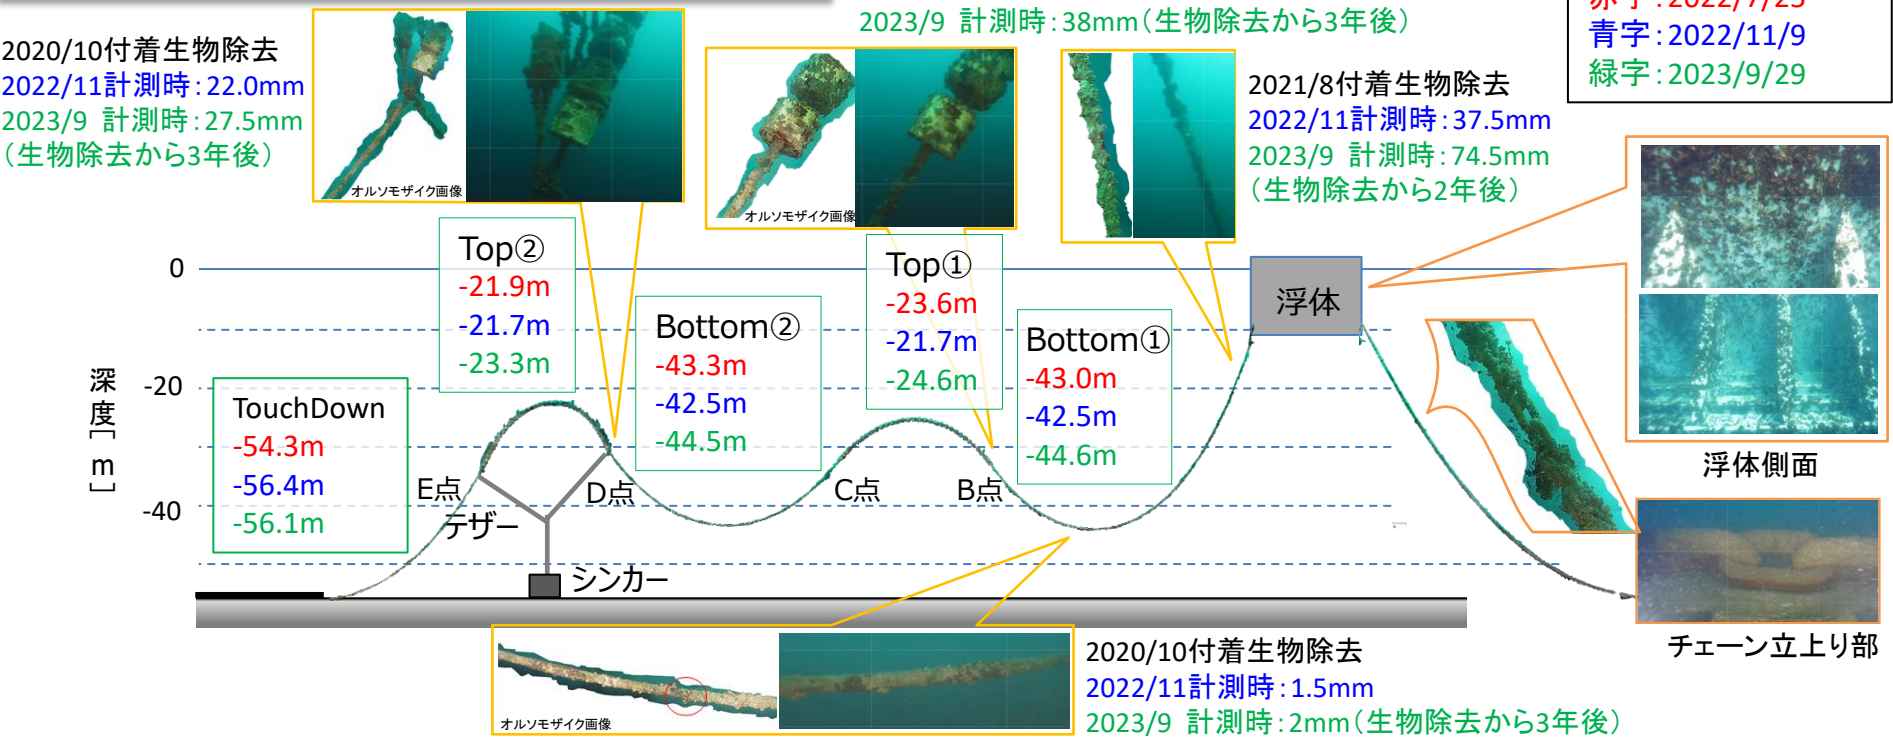 2023/9 計測時：38mm（生物除去から3年後）
赤字：2022/7/25
青字：2022/11/9
緑字：2023/9/29
2020/10付着生物除去
2022/11計測時：22.0mm
2023/9 計測時：27.5mm
（生物除去から3年後）
オルソモザイク画像
オルソモザイク画像
2021/8付着生物除去
2022/11計測時：37.5mm
2023/9 計測時：74.5mm
（生物除去から2年後）
Top②
-21.9m
-21.7m
-23.3m
Bottom②
-43.3m
-42.5m
-44.5m
Top①
-23.6m
-21.7m
-24.6m
Bottom①
-43.0m
-42.5m
-44.6m
浮体
TouchDown
-54.3m
-56.4m
-56.1m
深度[m]
0
-20
-40
E点
テザー
D点
C点
B点
シンカー
浮体側面
チェーン立上り部
オルソモザイク画像
2020/10付着生物除去
2022/11計測時：1.5mm
2023/9 計測時：2mm（生物除去から3年後）